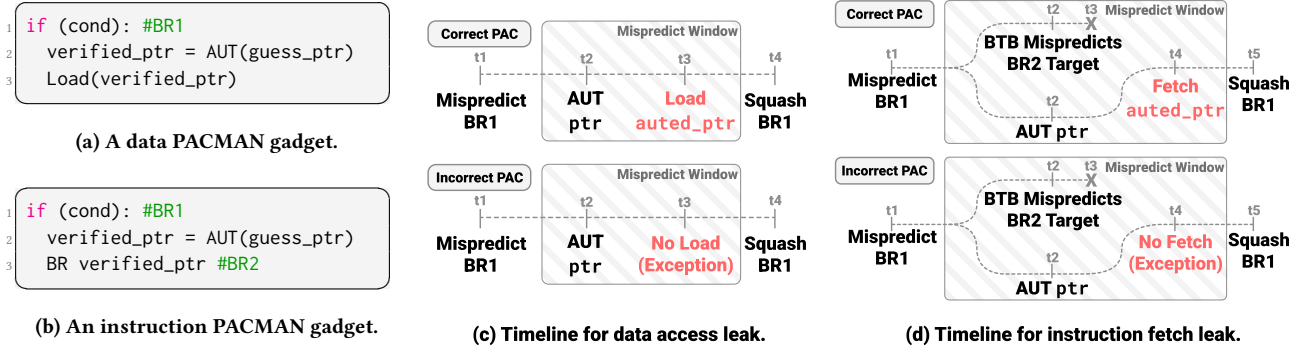 1 if (cond): #BR1
2 verified_ptr = AUT(guess_ptr)
3 Load(verified_ptr)
(a) A data PACMAN gadget.
1 if (cond): #BR1
2 verified_ptr = AUT(guess_ptr)
3 BR verified_ptr #BR2
(b) An instruction PACMAN gadget.
Correct PAC
Mispredict Window
t1 t2 t3 t4
Mispredict AUT Load Squash
BR1 ptr auted_ptr BR1
Incorrect PAC
Mispredict Window
t1 t2 t3 t4
Mispredict AUT No Load Squash
BR1 ptr (Exception) BR1
(c) Timeline for data access leak.
Correct PAC
t2 t3 Mispredict Window
X
BTB Mispredicts
BR2 Target
t1 t4 t5
Mispredict Fetch Squash
BR1 auted_ptr BR1
t2
AUT ptr
Incorrect PAC
t2 t3 Mispredict Window
X
BTB Mispredicts
BR2 Target
t1 t4 t5
Mispredict No Fetch Squash
BR1 (Exception) BR1
t2
AUT ptr
(d) Timeline for instruction fetch leak.